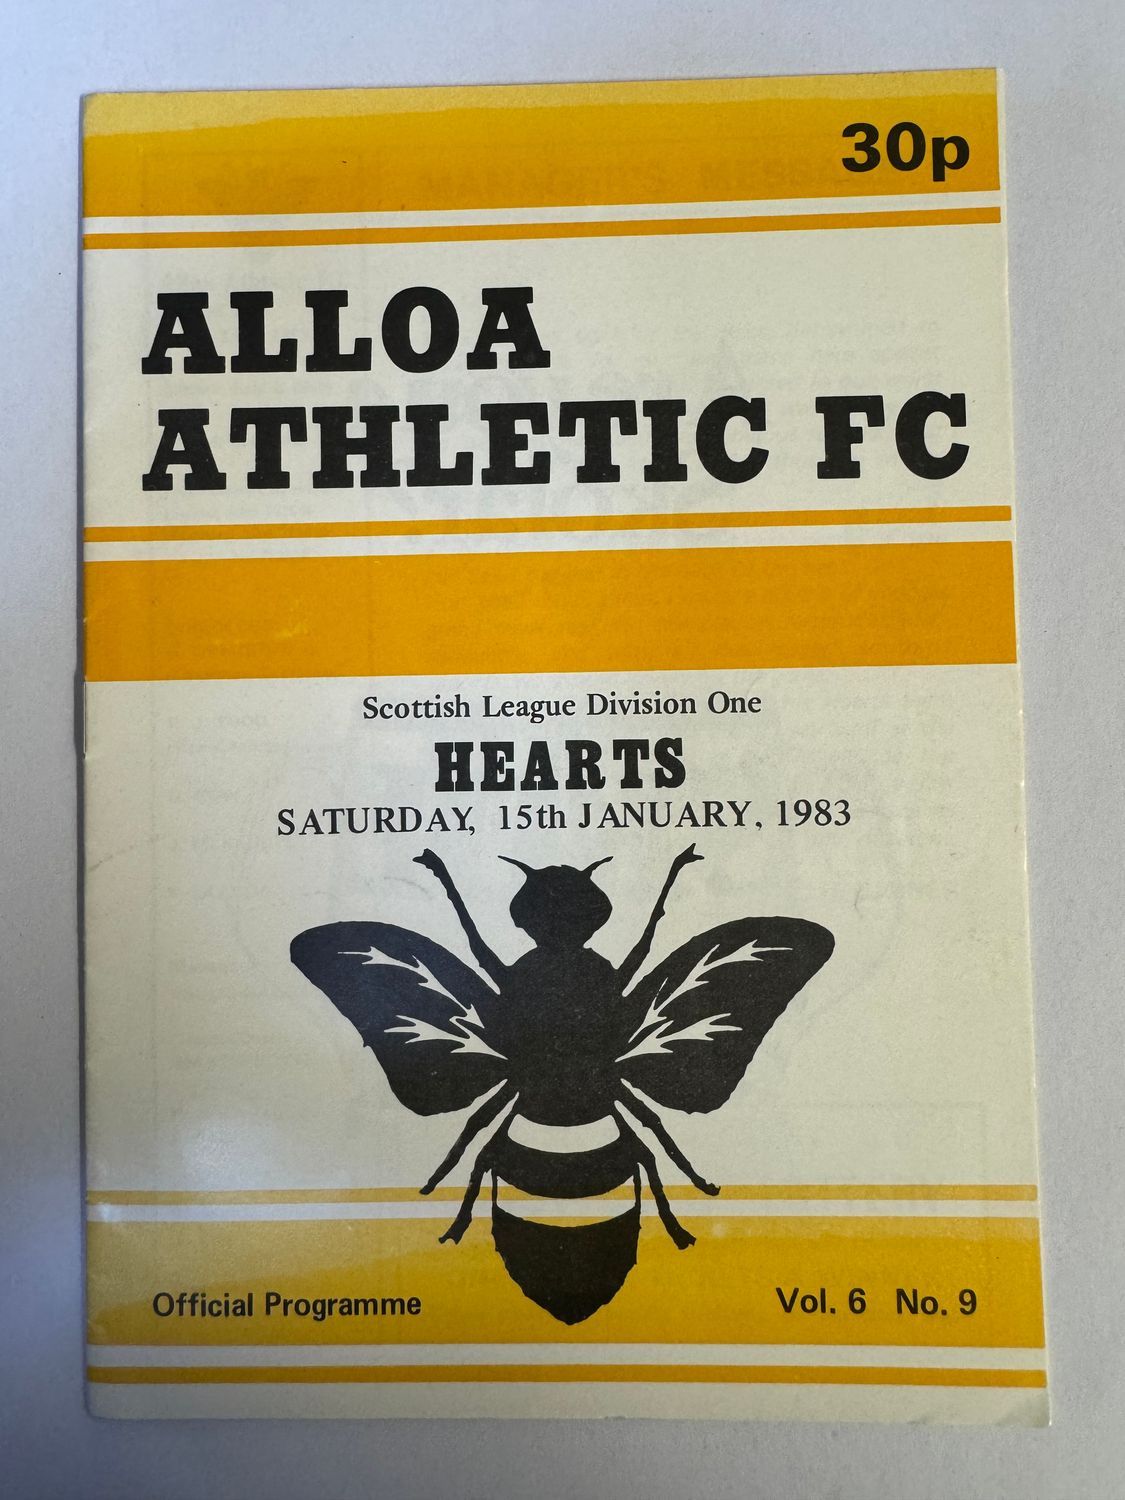 30p
ALLOA
ATHLETIC FC
Scottish League Division One
HEARTS
SATURDAY, 15th JANUARY, 1983
Official Programme
Vol. 6 No. 9